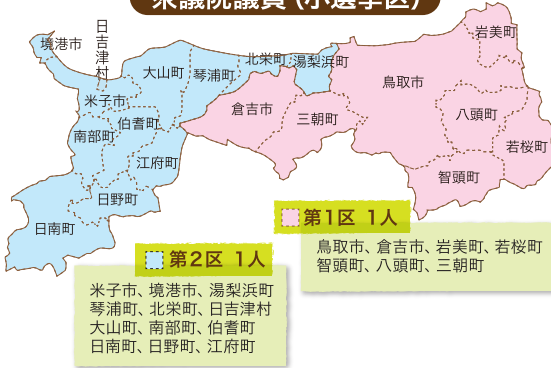 衆議院議員(小選挙区)
境港市
日吉津村
大山町
琴浦町
北栄町
湯梨浜町
岩美町
米子市
伯耆町
倉吉市
三朝町
鳥取市
八頭町
南部町
江府町
若桜町
智頭町
日野町
日南町
第1区 1人
鳥取市、倉吉市、岩美町、若桜町
智頭町、八頭町、三朝町
第2区 1人
米子市、境港市、湯梨浜町
琴浦町、北栄町、日吉津村
大山町、南部町、伯耆町
日南町、日野町、江府町